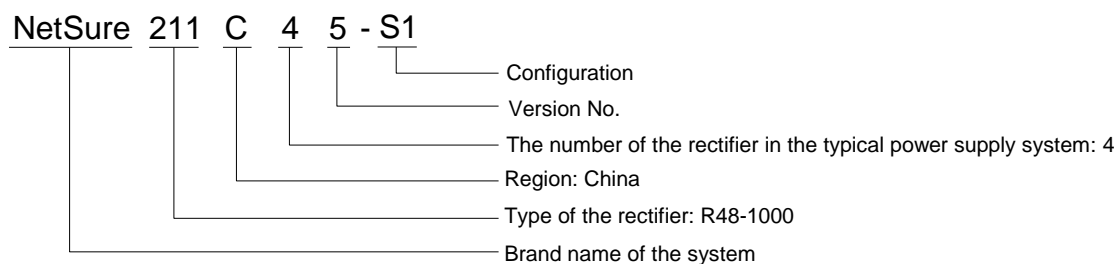 NetSure 211 C 4 5 - S1
Configuration
Version No.
The number of the rectifier in the typical power supply system: 4
Region: China
Type of the rectifier: R48-1000
Brand name of the system